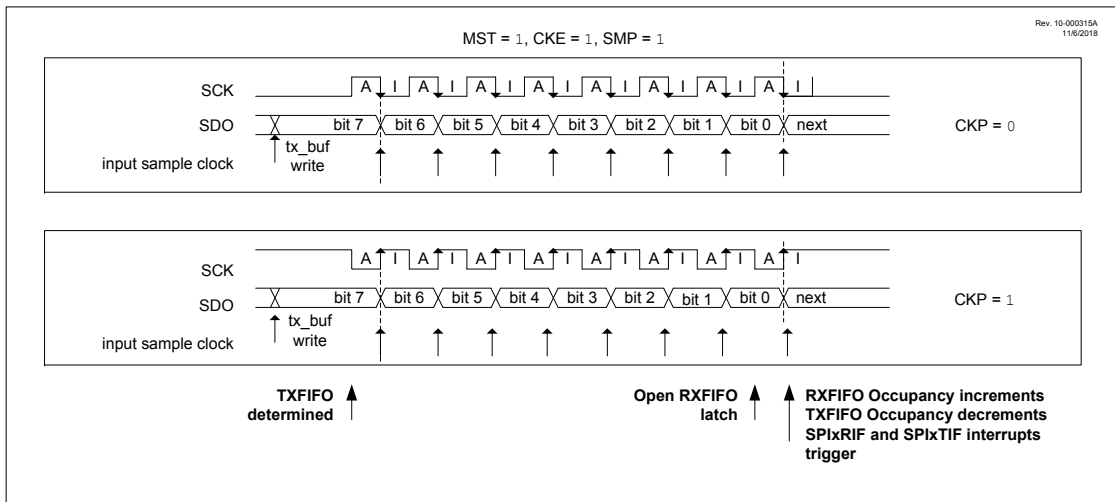 Rev. 10-000315A
11/6/2018
MST = 1, CKE = 1, SMP = 1
SCK A I A I A I A I A I A I A I A I
SDO bit 7 bit 6 bit 5 bit 4 bit 3 bit 2 bit 1 bit 0 next CKP = 0
tx_buf
input sample clock write
SCK A I A I A I A I A I A I A I A I
SDO bit 7 bit 6 bit 5 bit 4 bit 3 bit 2 bit 1 bit 0 next CKP = 1
tx_buf
input sample clock write
TXFIFO
determined
Open RXFIFO
latch
RXFIFO Occupancy increments
TXFIFO Occupancy decrements
SPIxRIF and SPIxTIF interrupts
trigger